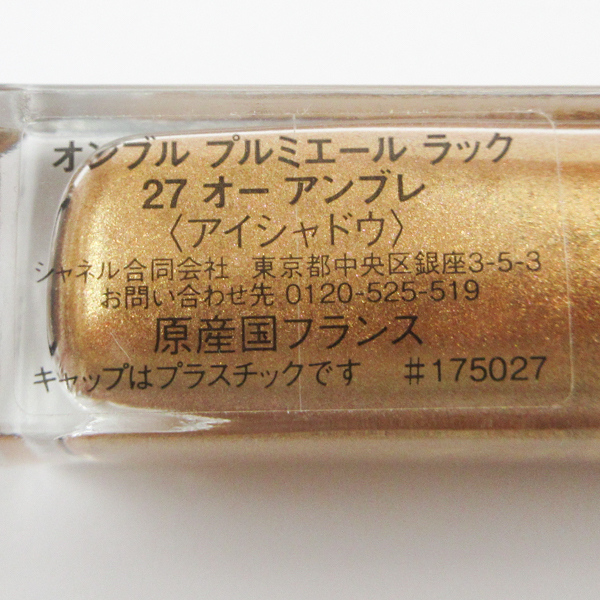 オンブル プルミエール ラック
27 オー アンブレ
〈アイシャドウ〉
シャネル合同会社 東京都中央区銀座3-5-3
お問い合わせ先 0120-525-519
原産国フランス
キャップはプラスチックです #175027